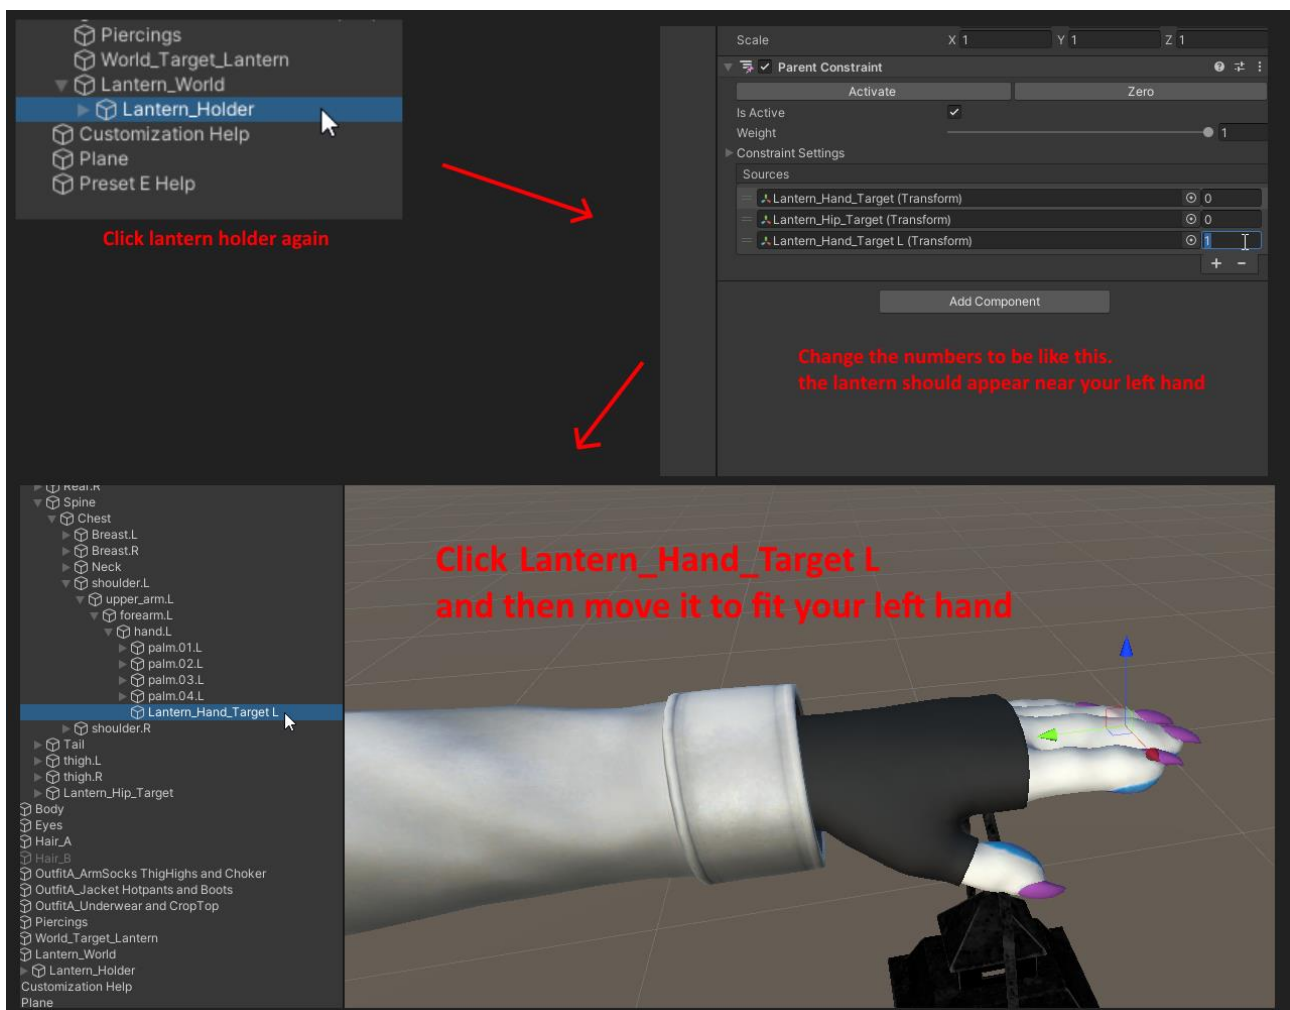 Piercings
World_Target_Lantern
Lantern_World
Lantern_Holder
Customization Help
Plane
Preset E Help
Click lantern holder again
Scale X 1 Y 1 Z 1
Parent Constraint
Activate Zero
Is Active
Weight 1
Constraint Settings
Sources
Lantern_Hand_Target (Transform) 0
Lantern_Hip_Target (Transform) 0
Lantern_Hand_Target L (Transform) 1
+ -
Add Component
Change the numbers to be like this.
the lantern should appear near your left hand
Rear.R
Spine
Chest
Breast.L
Breast.R
Neck
shoulder.L
upper_arm.L
forearm.L
hand.L
palm.01.L
palm.02.L
palm.03.L
palm.04.L
Lantern_Hand_Target L
shoulder.R
Tail
thigh.L
thigh.R
Lantern_Hip_Target
Body
Eyes
Hair_A
Hair_B
OutfitA_ArmSocks ThigHighs and Choker
OutfitA_Jacket Hotpants and Boots
OutfitA_Underwear and CropTop
Piercings
World_Target_Lantern
Lantern_World
Lantern_Holder
Customization Help
Plane
Click Lantern_Hand_Target L
and then move it to fit your left hand